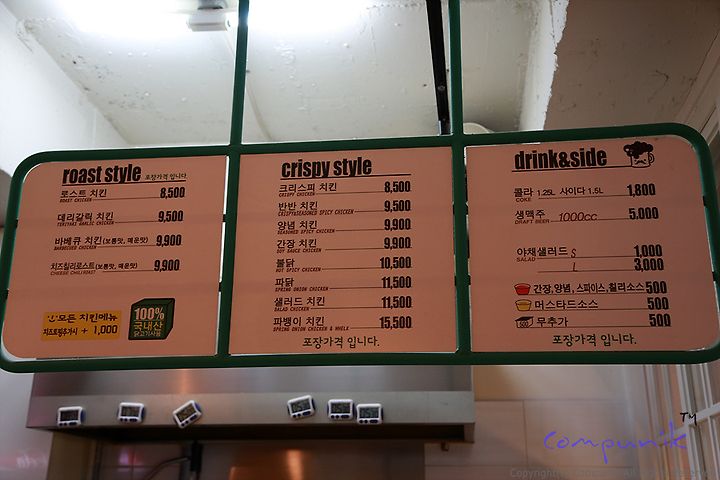 roast style 포장가격 입니다.
로스트 치킨 8,500
ROAST CHICKEN
데리갈릭 치킨 9,500
TERIYAKI GARLIC CHICKEN
바베큐 치킨(보통맛, 매운맛) 9,900
BARBECUED CHICKEN
치즈칠리로스트(보통맛, 매운맛) 9,900
CHEESE CHILI ROAST
모든 치킨메뉴
치즈토핑추가시 + 1,000
100%
국내산
닭고기사용
crispy style
크리스피 치킨 8,500
CRISPY CHICKEN
반반 치킨 9,500
CRISPY&SEASONED SPICY CHICKEN
양념 치킨 9,900
SEASONED SPICY CHICKEN
간장 치킨 9,900
SOY SAUCE CHICKEN
불닭 10,500
HOT SPICY CHICKEN
파닭 11,500
SPRING ONION CHICKEN
샐러드 치킨 11,500
SALAD CHICKEN
파뱅이 치킨 15,500
SPRING ONION CHICKEN & WHELK
포장가격 입니다.
drink&side
콜라 1.25L 사이다 1.5L 1,800
COKE
생맥주 1000cc 5,000
DRAFT BEER
야채샐러드 S 1,000
SALAD L 3,000
간장,양념,스파이스,칠리소스 500
머스타드소스 500
무추가 500
포장가격 입니다.
compunik TM